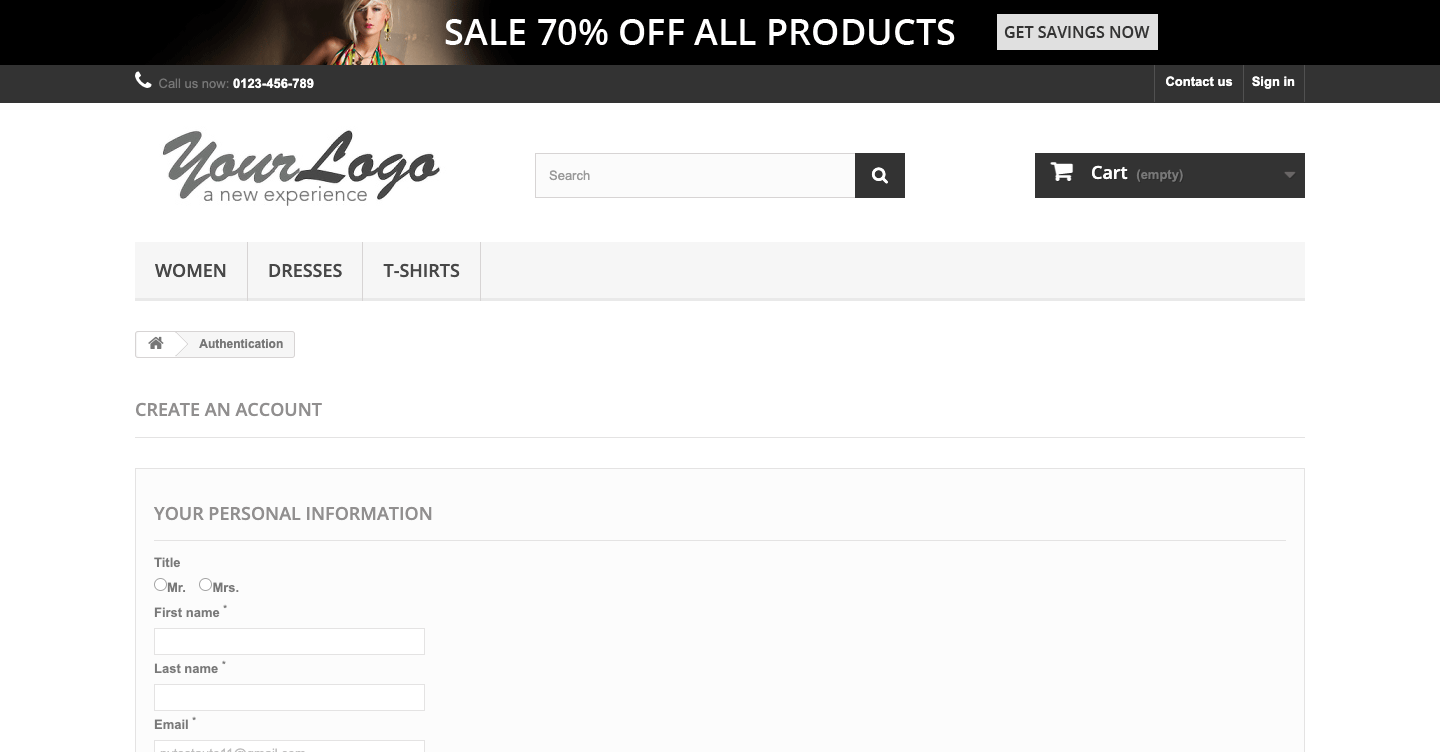 SALE 70% OFF ALL PRODUCTS GET SAVINGS NOW
Call us now: 0123-456-789 Contact us Sign in
YourLogo
a new experience
Search
Cart (empty)
WOMEN DRESSES T-SHIRTS
Authentication
CREATE AN ACCOUNT
YOUR PERSONAL INFORMATION
Title
Mr. Mrs.
First name *
Last name *
Email *